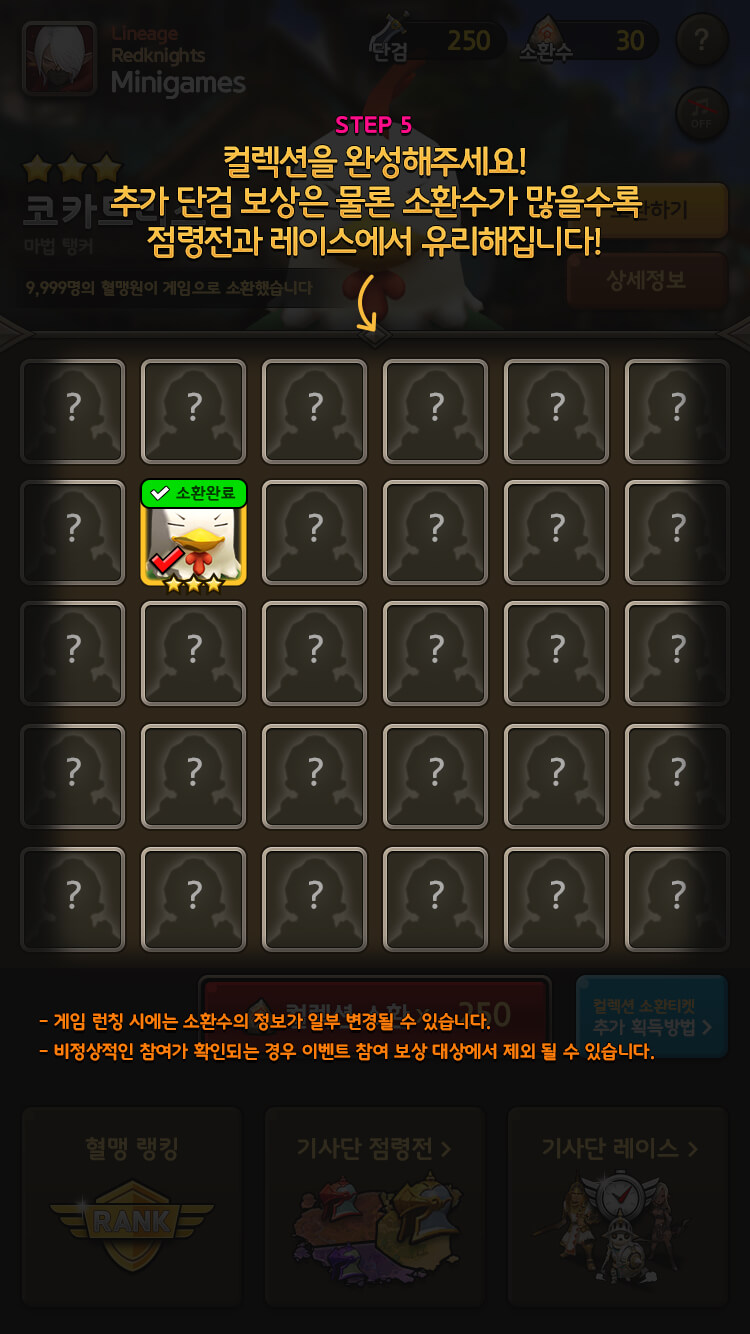 Lineage
Redknights
Minigames
단검
250
소환수
30
?
OFF
STEP 5
컬렉션을 완성해주세요!
추가 단검 보상은 물론 소환수가 많을수록
점령전과 레이스에서 유리해집니다!
마법 탱커
9,999명의 혈맹원이 게임으로 소환했습니다
상세정보
? ? ? ? ? ?
소환완료
? ? ? ? ?
? ? ? ? ? ?
? ? ? ? ? ?
? ? ? ? ? ?
컬렉션 소환
250
컬렉션 소환티켓
추가 획득방법 >
- 게임 런칭 시에는 소환수의 정보가 일부 변경될 수 있습니다.
- 비정상적인 참여가 확인되는 경우 이벤트 참여 보상 대상에서 제외 될 수 있습니다.
혈맹 랭킹
기사단 점령전 >
기사단 레이스 >
RANK